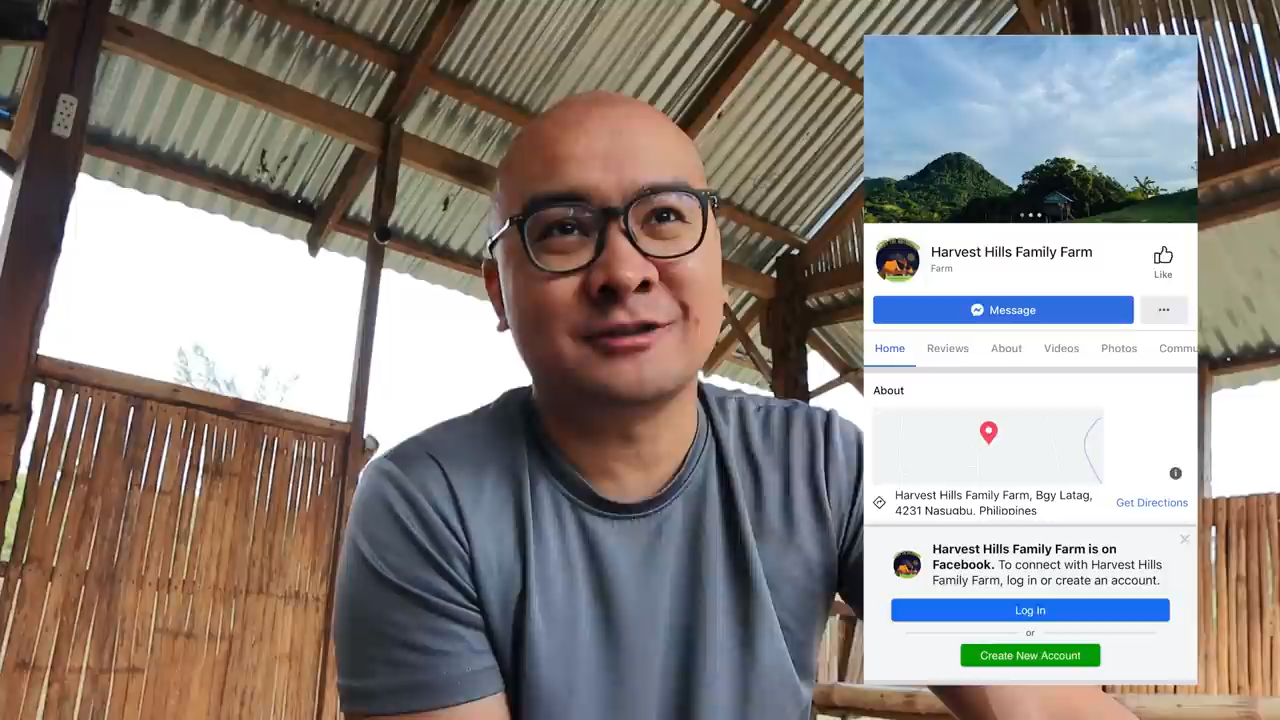 Harvest Hills Family Farm
Farm
Like
Message
Home Reviews About Videos Photos Commu
About
Harvest Hills Family Farm, Bgy Latag,
4231 Nasugbu, Philippines
Get Directions
Harvest Hills Family Farm is on
Facebook. To connect with Harvest Hills
Family Farm, log in or create an account.
Log In
or
Create New Account